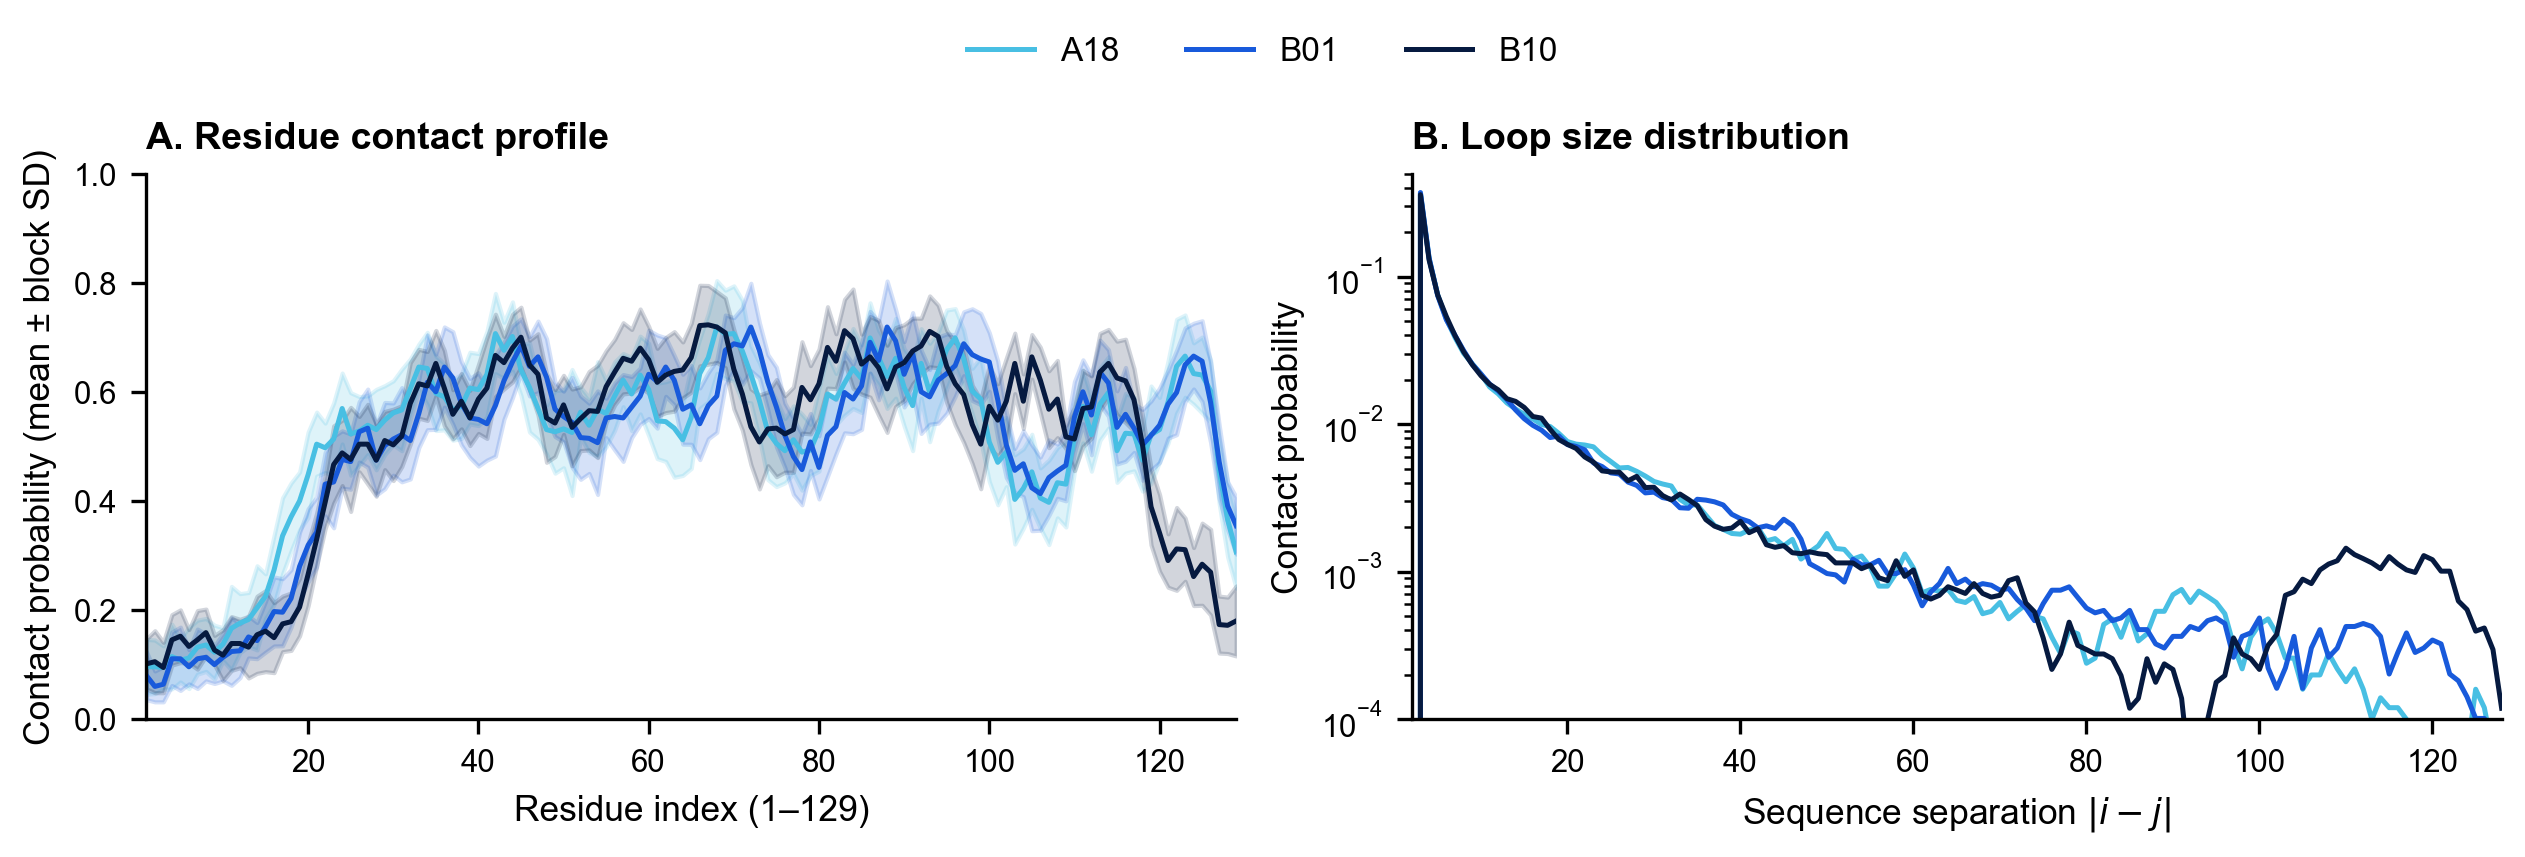 A18 B01 B10
A. Residue contact profile
Contact probability (mean ± block SD)
1.0
0.8
0.6
0.4
0.2
0.0
20 40 60 80 100 120
Residue index (1–129)
B. Loop size distribution
Contact probability
10⁻¹
10⁻²
10⁻³
10⁻⁴
20 40 60 80 100 120
Sequence separation |i − j|